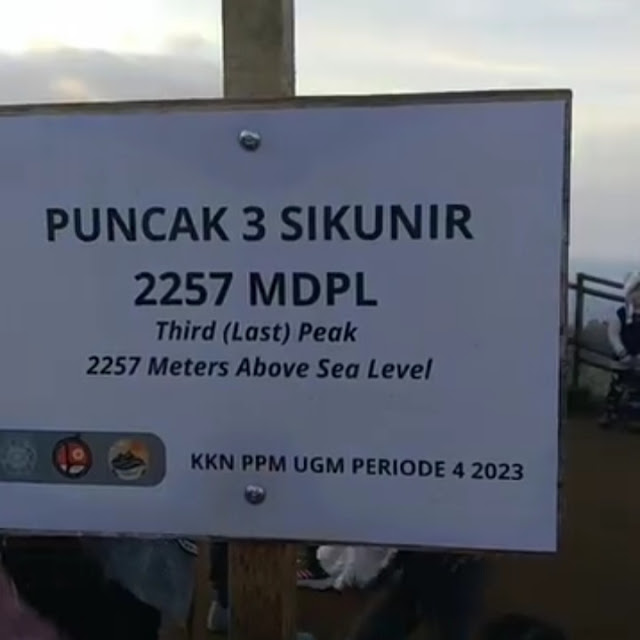 PUNCAK 3 SIKUNIR
2257 MDPL
Third (Last) Peak
2257 Meters Above Sea Level
KKN PPM UGM PERIODE 4 2023